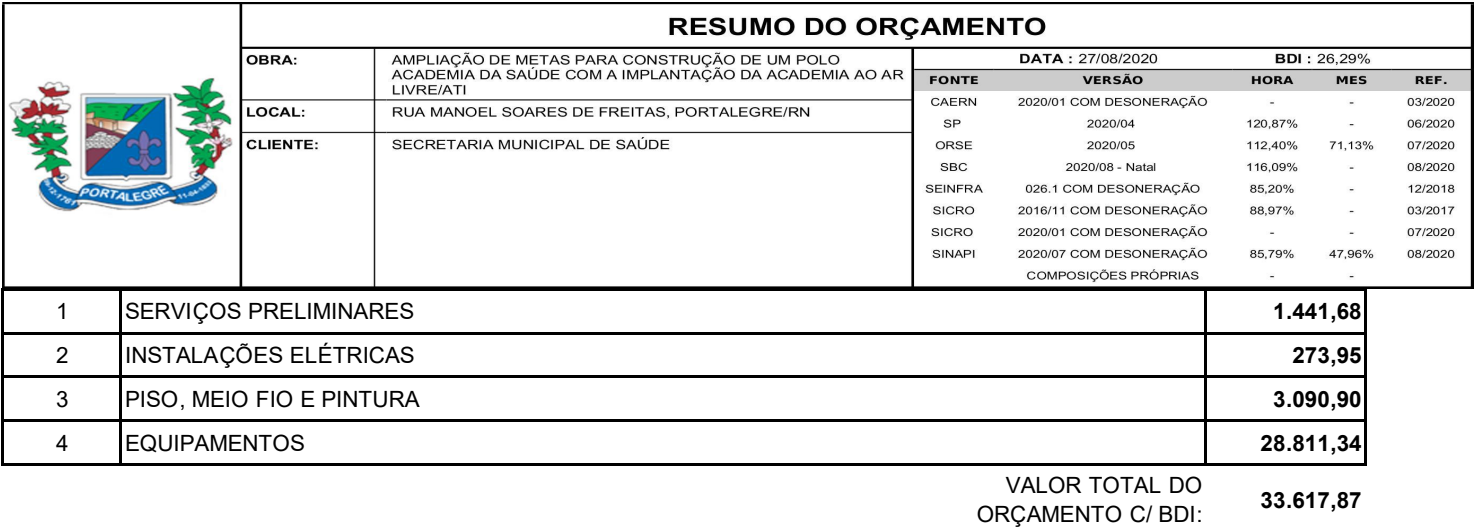 RESUMO DO ORÇAMENTO
OBRA: AMPLIAÇÃO DE METAS PARA CONSTRUÇÃO DE UM POLO
ACADEMIA DA SAÚDE COM A IMPLANTAÇÃO DA ACADEMIA AO AR
LIVRE/ATI
LOCAL: RUA MANOEL SOARES DE FREITAS, PORTALEGRE/RN
CLIENTE: SECRETARIA MUNICIPAL DE SAÚDE
DATA : 27/08/2020 BDI : 26,29%
FONTE VERSÃO HORA MES REF.
CAERN 2020/01 COM DESONERAÇÃO - - 03/2020
SP 2020/04 120,87% - 06/2020
ORSE 2020/05 112,40% 71,13% 07/2020
SBC 2020/08 - Natal 116,09% - 08/2020
SEINFRA 026.1 COM DESONERAÇÃO 85,20% - 12/2018
SICRO 2016/11 COM DESONERAÇÃO 88,97% - 03/2017
SICRO 2020/01 COM DESONERAÇÃO - - 07/2020
SINAPI 2020/07 COM DESONERAÇÃO 85,79% 47,96% 08/2020
COMPOSIÇÕES PRÓPRIAS - -
PORTALEGRE
1 SERVIÇOS PRELIMINARES 1.441,68
2 INSTALAÇÕES ELÉTRICAS 273,95
3 PISO, MEIO FIO E PINTURA 3.090,90
4 EQUIPAMENTOS 28.811,34
VALOR TOTAL DO
ORÇAMENTO C/ BDI: 33.617,87